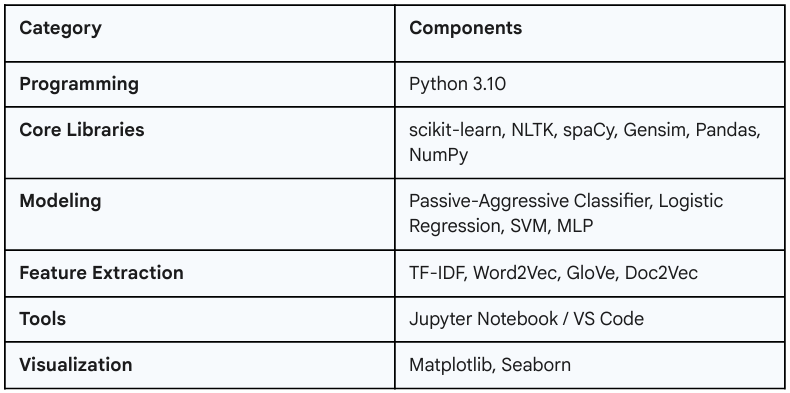 Category Components
Programming Python 3.10
Core Libraries scikit-learn, NLTK, spaCy, Gensim, Pandas,
NumPy
Modeling Passive-Aggressive Classifier, Logistic
Regression, SVM, MLP
Feature Extraction TF-IDF, Word2Vec, GloVe, Doc2Vec
Tools Jupyter Notebook / VS Code
Visualization Matplotlib, Seaborn